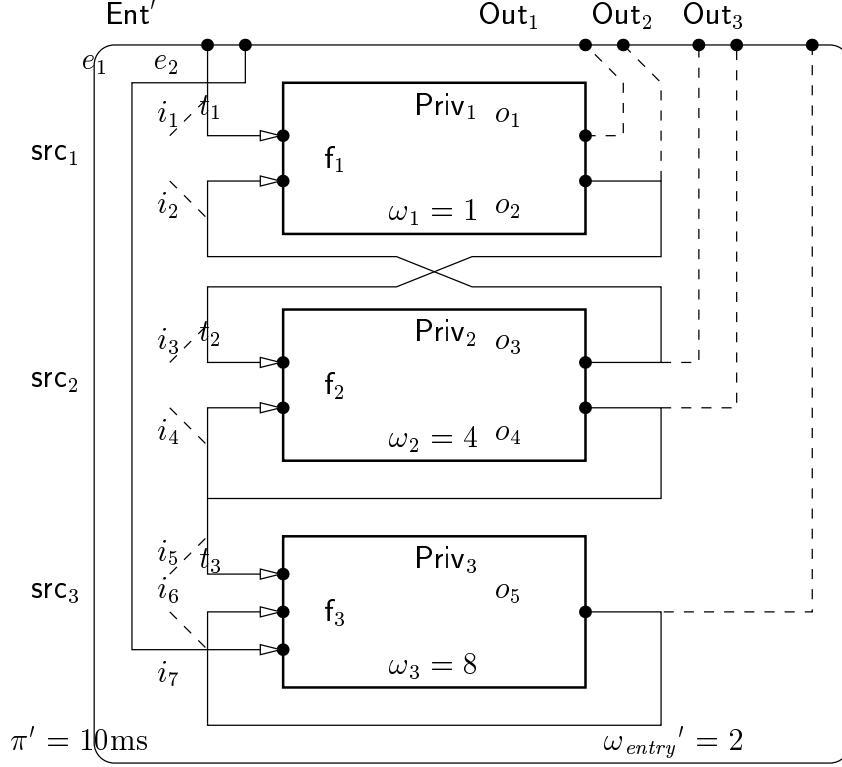 Ent′ Out₁ Out₂ Out₃
e₁ e₂
i₁ t₁ Priv₁ o₁
src₁ f₁
i₂ ω₁ = 1 o₂
i₃ t₂ Priv₂ o₃
src₂ f₂
i₄ ω₂ = 4 o₄
i₅ t₃ Priv₃
src₃ i₆ f₃ o₅
i₇ ω₃ = 8
π′ = 10ms ω_entry′ = 2